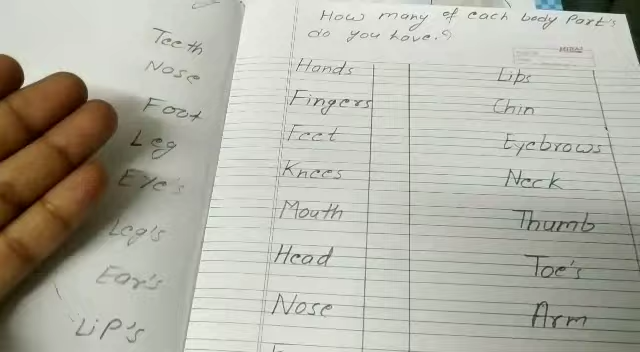 Teeth
Nose
Foot
Leg
Eye's
Leg's
Ear's
Lip's
How many of each body Part's
do you have.?
Hands
Fingers
Feet
Knees
Mouth
Head
Nose
Lips
Chin
Eyebrows
Neck
Thumb
Toe's
Arm